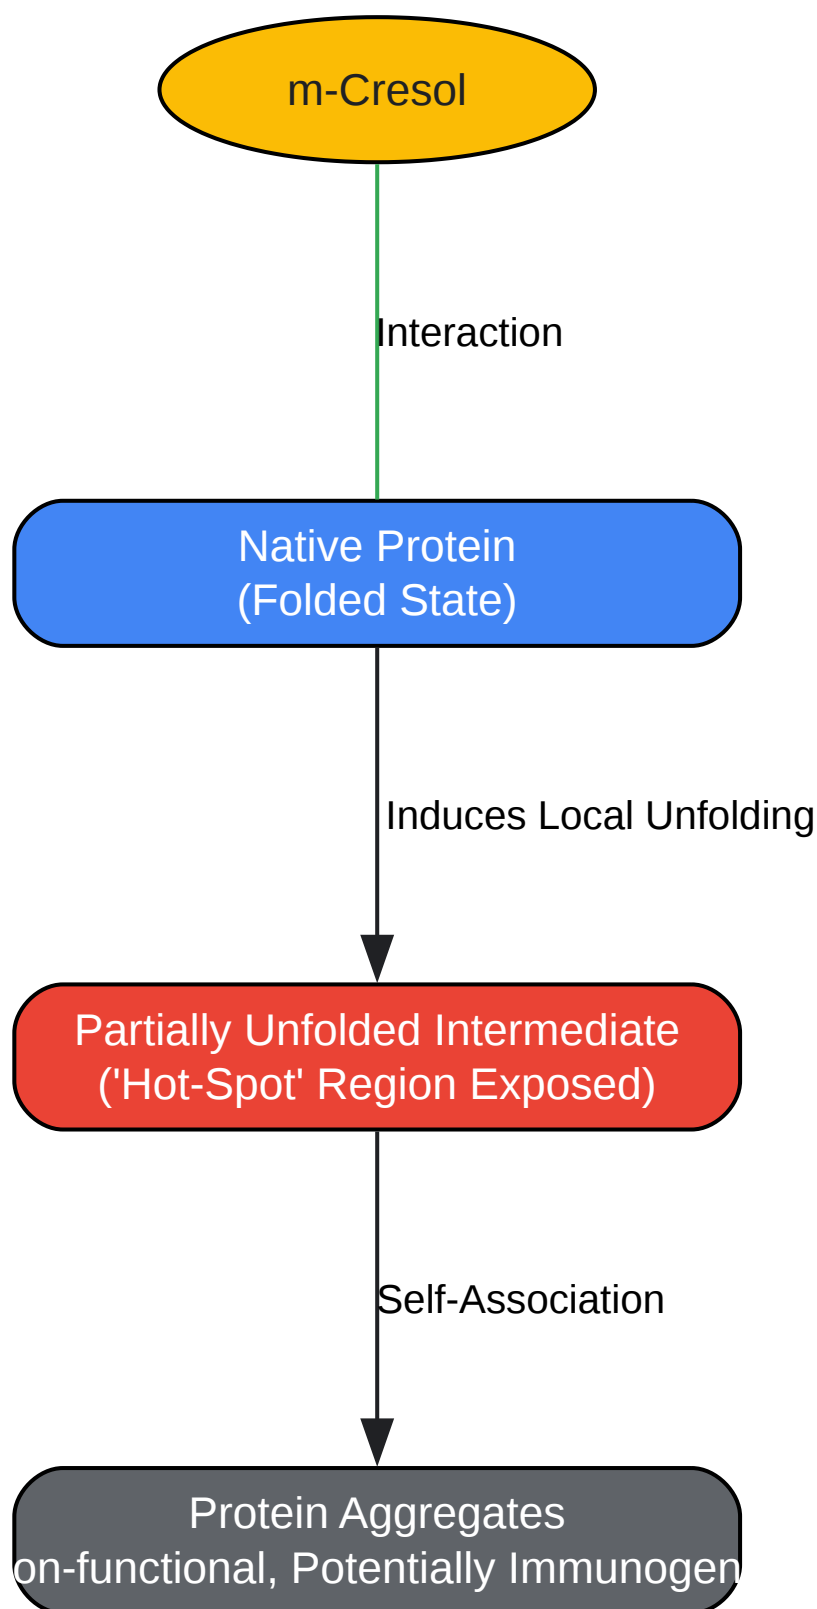 m-Cresol
Interaction
Native Protein
(Folded State)
Induces Local Unfolding
Partially Unfolded Intermediate
('Hot-Spot' Region Exposed)
Self-Association
Protein Aggregates
on-functional, Potentially Immunogen